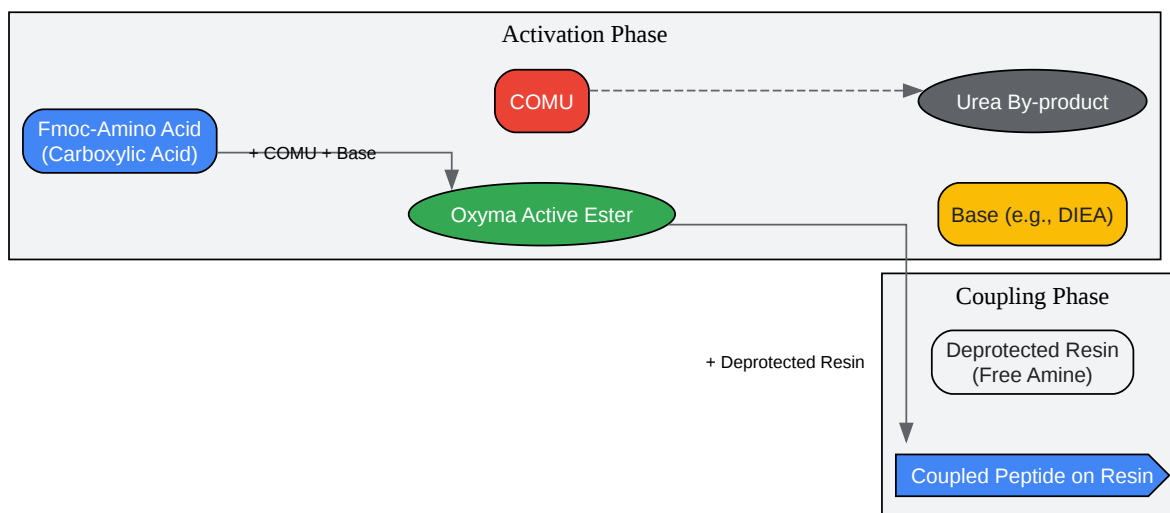 Activation Phase
COMU
Urea By-product
Fmoc-Amino Acid
(Carboxylic Acid)
+ COMU + Base
Oxyma Active Ester
Base (e.g., DIEA)
Coupling Phase
+ Deprotected Resin
Deprotected Resin
(Free Amine)
Coupled Peptide on Resin